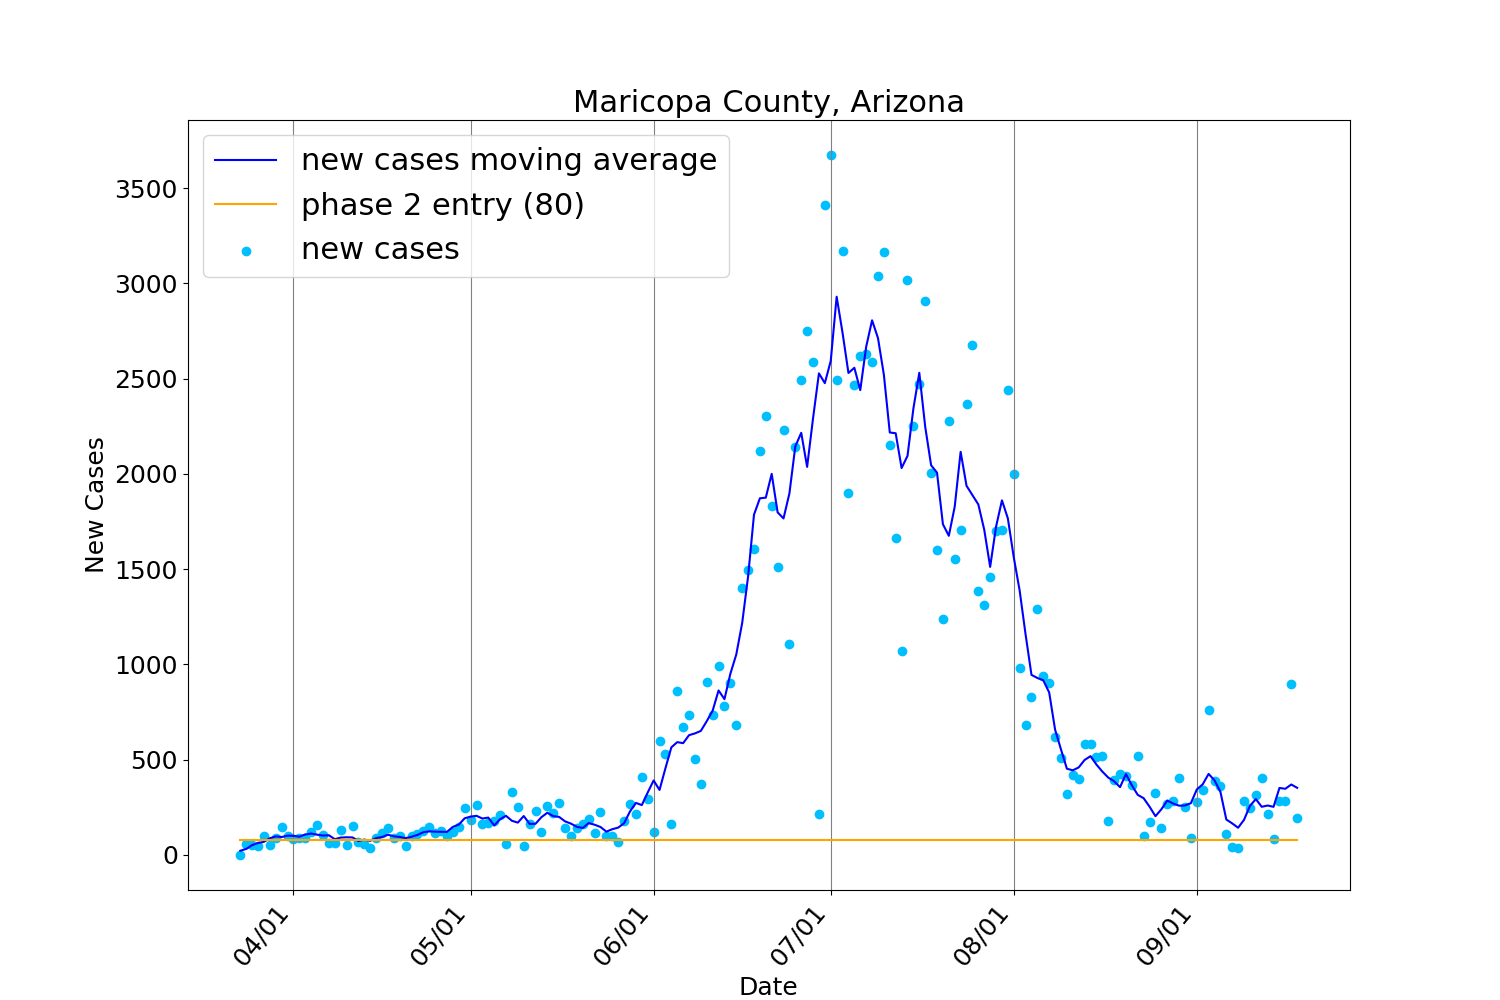 Maricopa County, Arizona
new cases moving average
phase 2 entry (80)
new cases
New Cases
3500
3000
2500
2000
1500
1000
500
0
04/01
05/01
06/01
07/01
08/01
09/01
Date